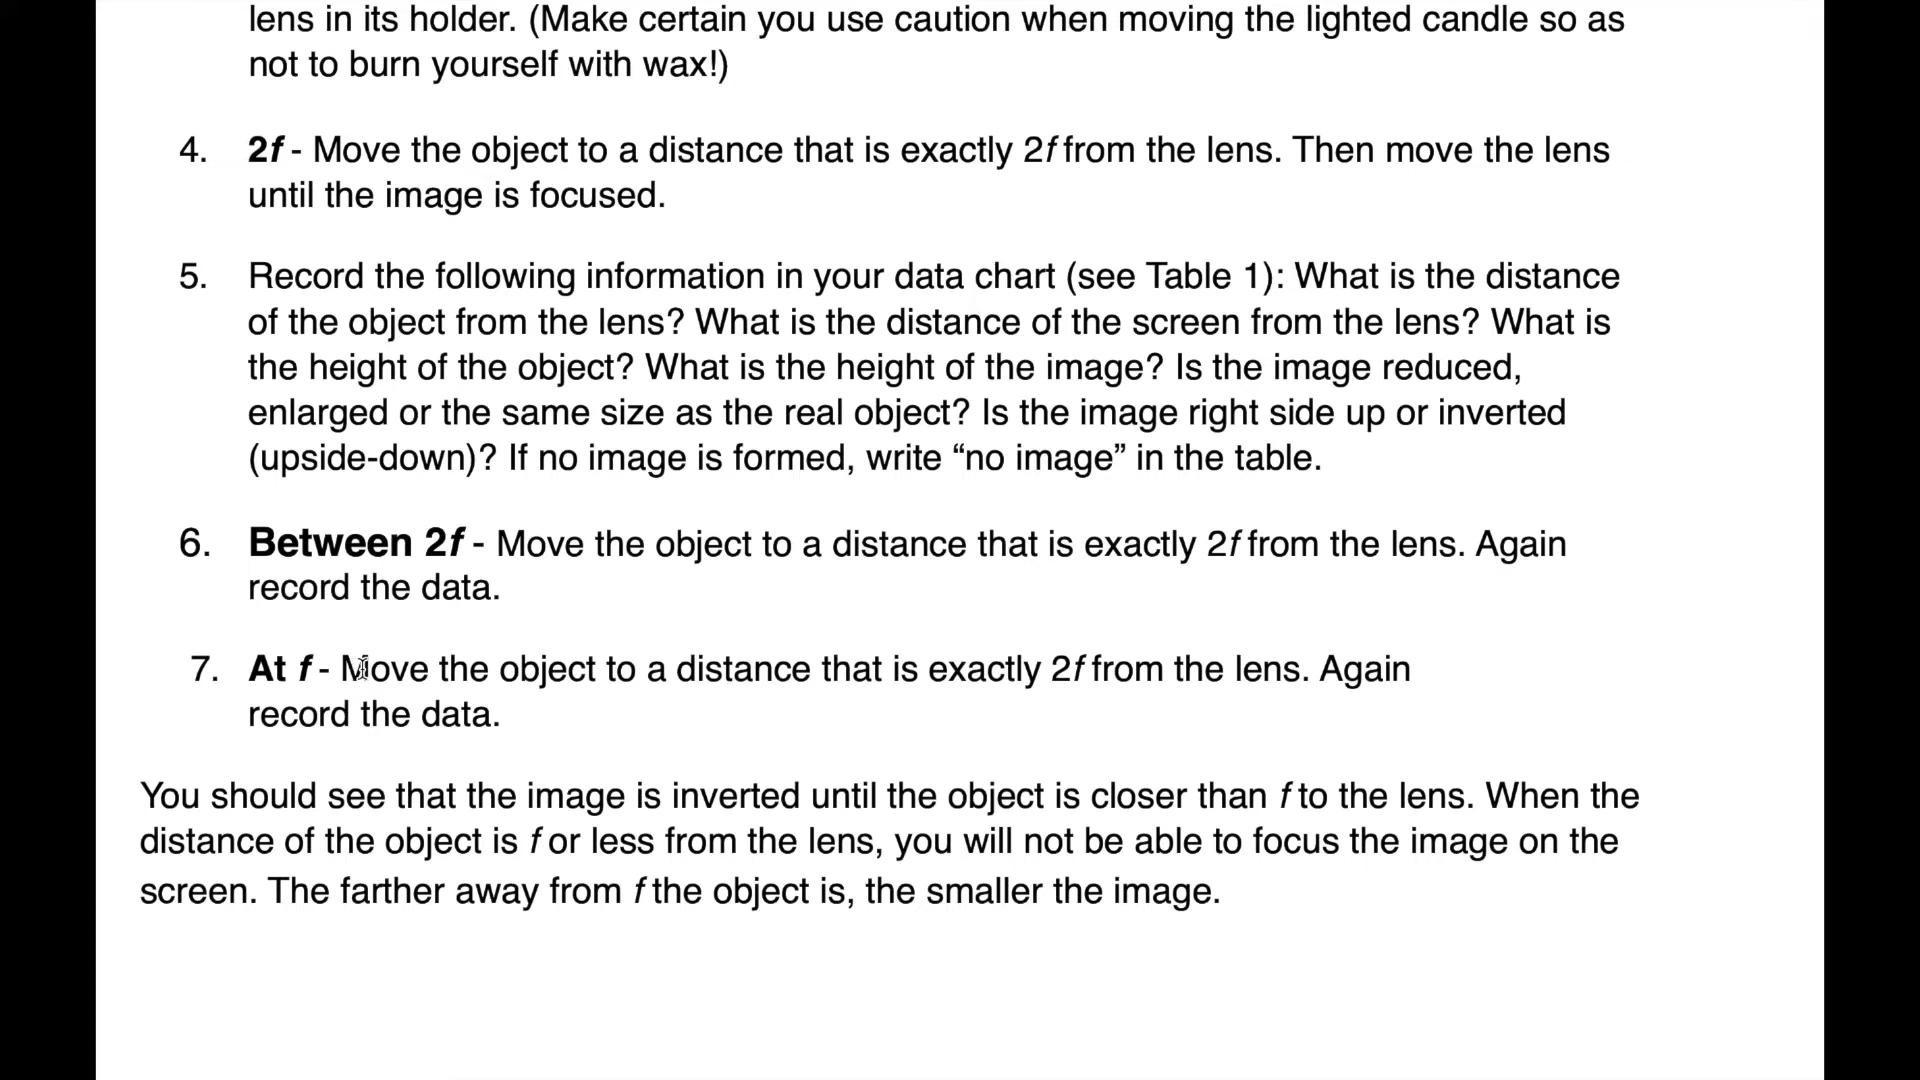 lens in its holder. (Make certain you use caution when moving the lighted candle so as
not to burn yourself with wax!)
4. 2f - Move the object to a distance that is exactly 2f from the lens. Then move the lens
until the image is focused.
5. Record the following information in your data chart (see Table 1): What is the distance
of the object from the lens? What is the distance of the screen from the lens? What is
the height of the object? What is the height of the image? Is the image reduced,
enlarged or the same size as the real object? Is the image right side up or inverted
(upside-down)? If no image is formed, write “no image” in the table.
6. Between 2f - Move the object to a distance that is exactly 2f from the lens. Again
record the data.
7. At f - Move the object to a distance that is exactly 2f from the lens. Again
record the data.
You should see that the image is inverted until the object is closer than f to the lens. When the
distance of the object is f or less from the lens, you will not be able to focus the image on the
screen. The farther away from f the object is, the smaller the image.